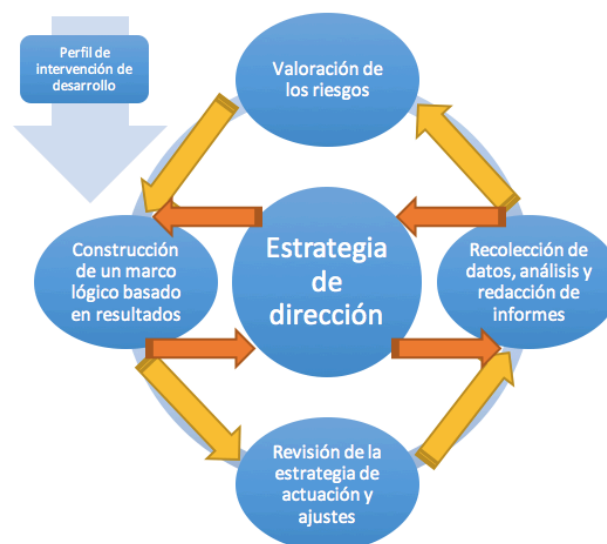 Perfil de
intervención de
desarrollo
Valoración de
los riesgos
Construcción
de un marco
lógico basado
en resultados
Estrategia
de
dirección
Recolección de
datos, análisis y
redacción de
informes
Revisión de la
estrategia de
actuación y
ajustes